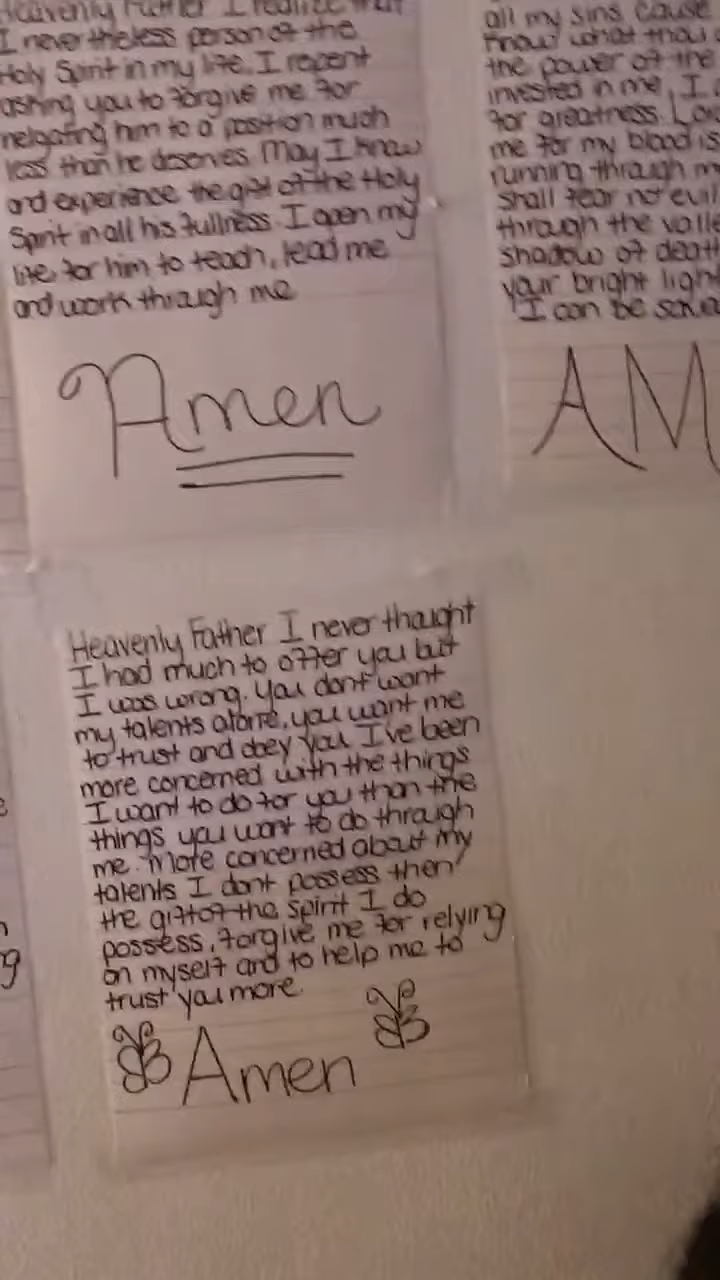 Heavenly Father I realize that
I never the less person of the
Holy Spirit in my life. I repent
asking you to forgive me for
relgating him to a position much
less than he deserves. May I know
and experience the gift of the Holy
Spirit in all his fullness. I open my
life for him to teach, lead me
and work through me
Amen
all my sins cause
know what thou
the power of the
invested in me, I
for greatness. Lord
me for my blood is
running through m
shall fear no evil
through the valle
shadow of death
your bright light
I can be save
AM
Heavenly Father I never thought
I had much to offer you but
I was wrong. You dont want
my talents alone, you want me
to trust and obey you I've been
more concerned with the things
I want to do for you than the
things you want to do through
me. More concerned about my
talents I dont possess then
the gift of the spirit I do
possess, forgive me for relying
on myself and to help me to
trust you more.
Amen
g